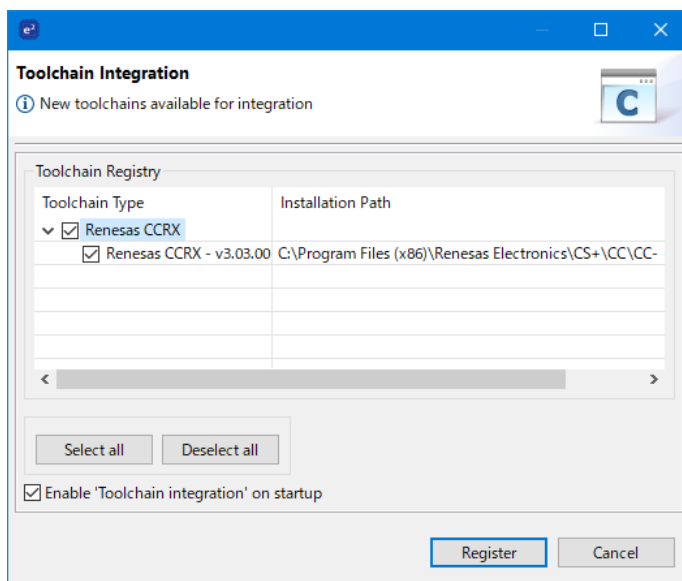 e²
Toolchain Integration
New toolchains available for integration
C
Toolchain Registry
Toolchain Type Installation Path
Renesas CCRX
Renesas CCRX - v3.03.00 C:\Program Files (x86)\Renesas Electronics\CS+\CC\CC-
Select all Deselect all
Enable 'Toolchain integration' on startup
Register Cancel